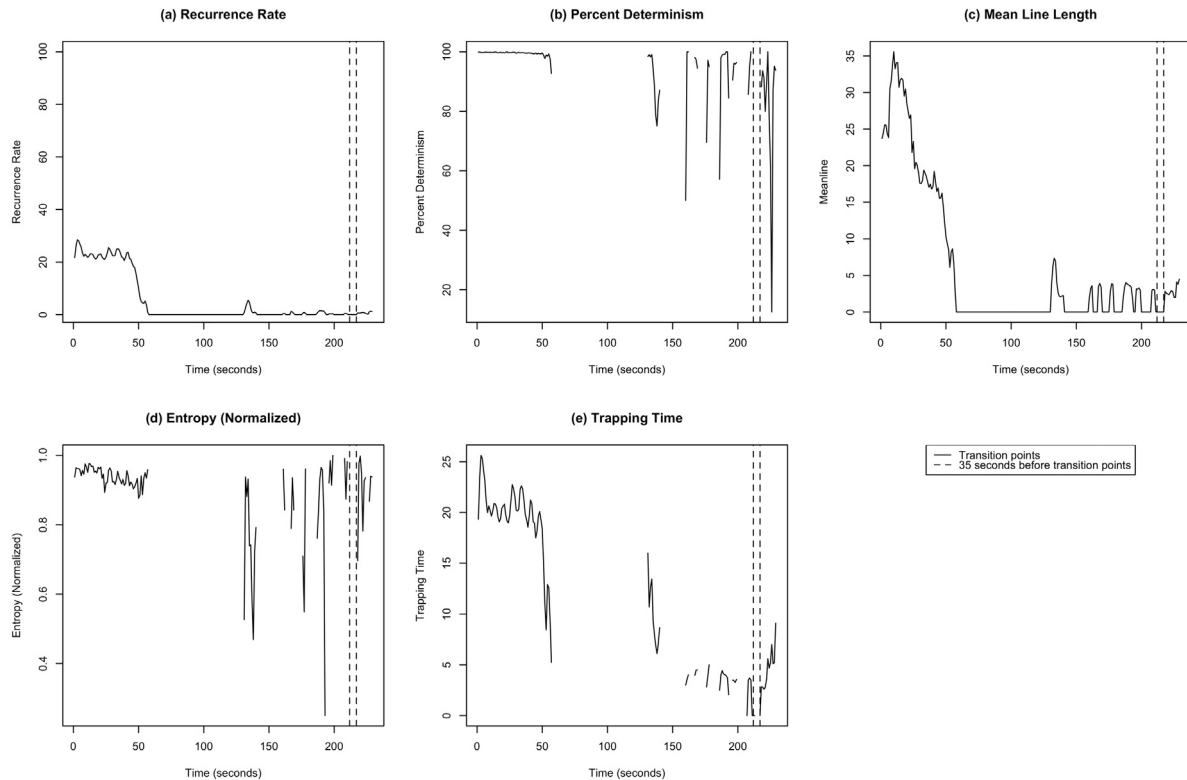 (a) Recurrence Rate
Recurrence Rate
100
80
60
40
20
0
0 50 100 150 200
Time (seconds)
(b) Percent Determinism
Percent Determinism
100
80
60
40
20
0 50 100 150 200
Time (seconds)
(c) Mean Line Length
Meanline
35
30
25
20
15
10
5
0
0 50 100 150 200
Time (seconds)
(d) Entropy (Normalized)
Entropy (Normalized)
1.0
0.8
0.6
0.4
0 50 100 150 200
Time (seconds)
(e) Trapping Time
Trapping Time
25
20
15
10
5
0
0 50 100 150 200
Time (seconds)
Transition points
35 seconds before transition points